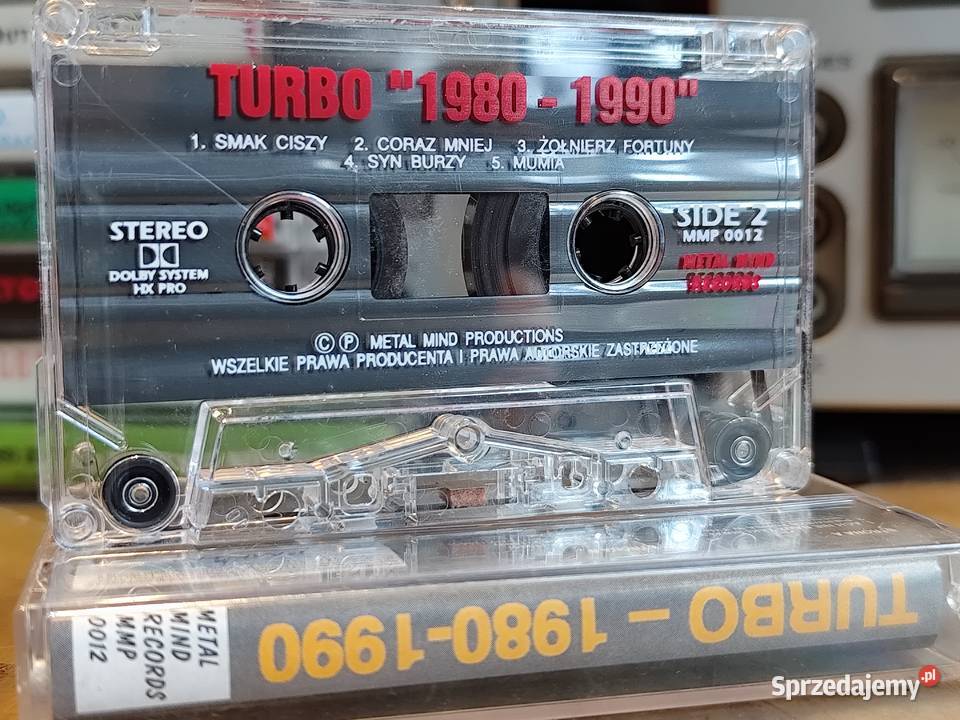 TURBO "1980 - 1990"
1. SMAK CISZY 2. CORAZ MNIEJ 3. ŻOŁNIERZ FORTUNY
4. SYN BURZY 5. MUMIA
STEREO
DOLBY SYSTEM
HX PRO
SIDE 2
MMP 0012
METAL MIND
RECORDS
© Ⓟ METAL MIND PRODUCTIONS
WSZELKIE PRAWA PRODUCENTA I PRAWA AUTORSKIE ZASTRZEŻONE
TURBO – 1980-1990
METAL
MIND
RECORDS
MMP
0012
Sprzedajemy.pl